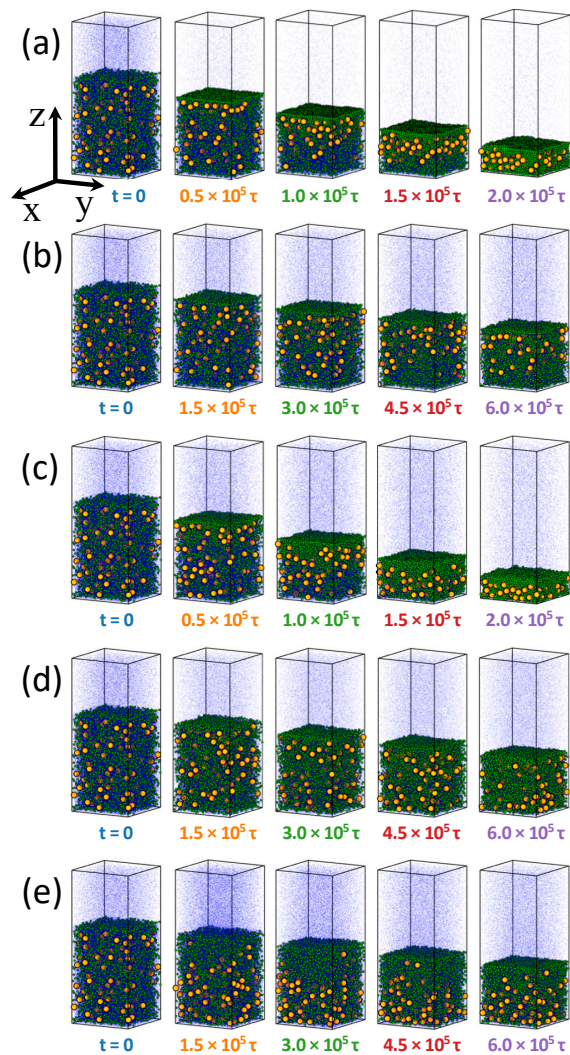 (a)
z
x y
t = 0 0.5 × 10⁵ τ 1.0 × 10⁵ τ 1.5 × 10⁵ τ 2.0 × 10⁵ τ
(b)
t = 0 1.5 × 10⁵ τ 3.0 × 10⁵ τ 4.5 × 10⁵ τ 6.0 × 10⁵ τ
(c)
t = 0 0.5 × 10⁵ τ 1.0 × 10⁵ τ 1.5 × 10⁵ τ 2.0 × 10⁵ τ
(d)
t = 0 1.5 × 10⁵ τ 3.0 × 10⁵ τ 4.5 × 10⁵ τ 6.0 × 10⁵ τ
(e)
t = 0 1.5 × 10⁵ τ 3.0 × 10⁵ τ 4.5 × 10⁵ τ 6.0 × 10⁵ τ